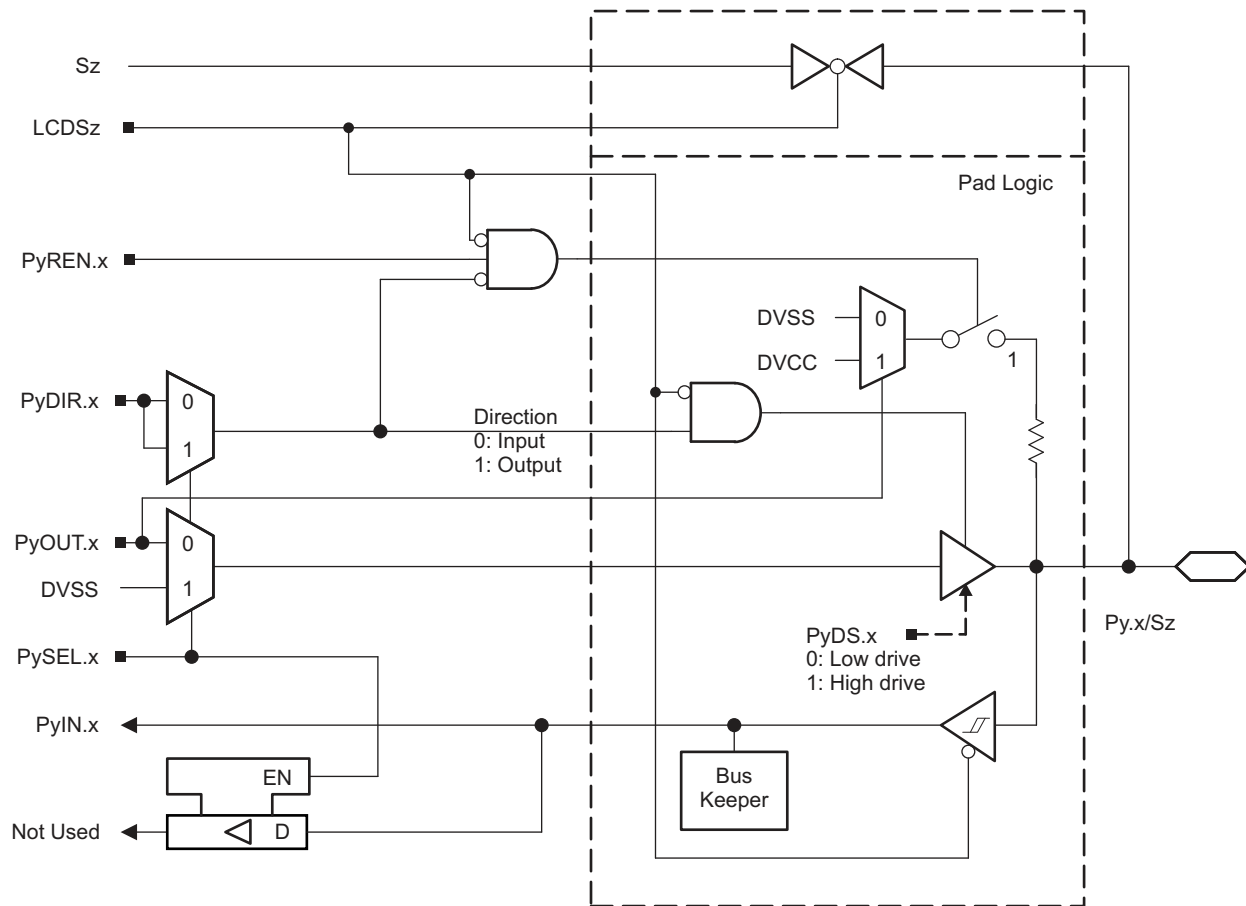 Sz
LCDSz
Pad Logic
PyREN.x
DVSS
0
DVCC
1
1
PyDIR.x
0
1
Direction
0: Input
1: Output
PyOUT.x
0
DVSS
1
PyDS.x
0: Low drive
1: High drive
Py.x/Sz
PySEL.x
PyIN.x
EN
Bus
Keeper
Not Used
D